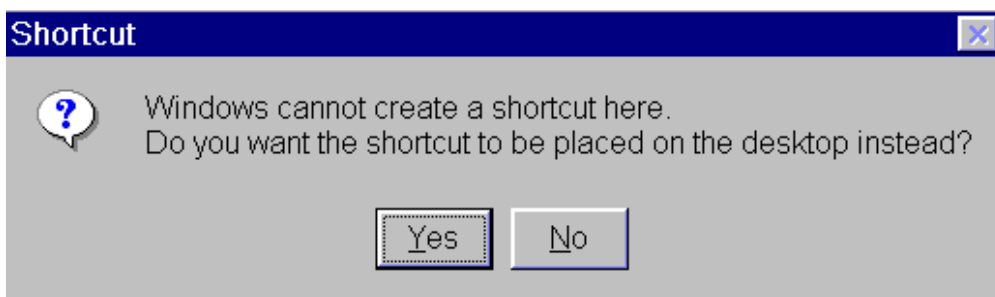 Shortcut
Windows cannot create a shortcut here.
Do you want the shortcut to be placed on the desktop instead?
Yes No